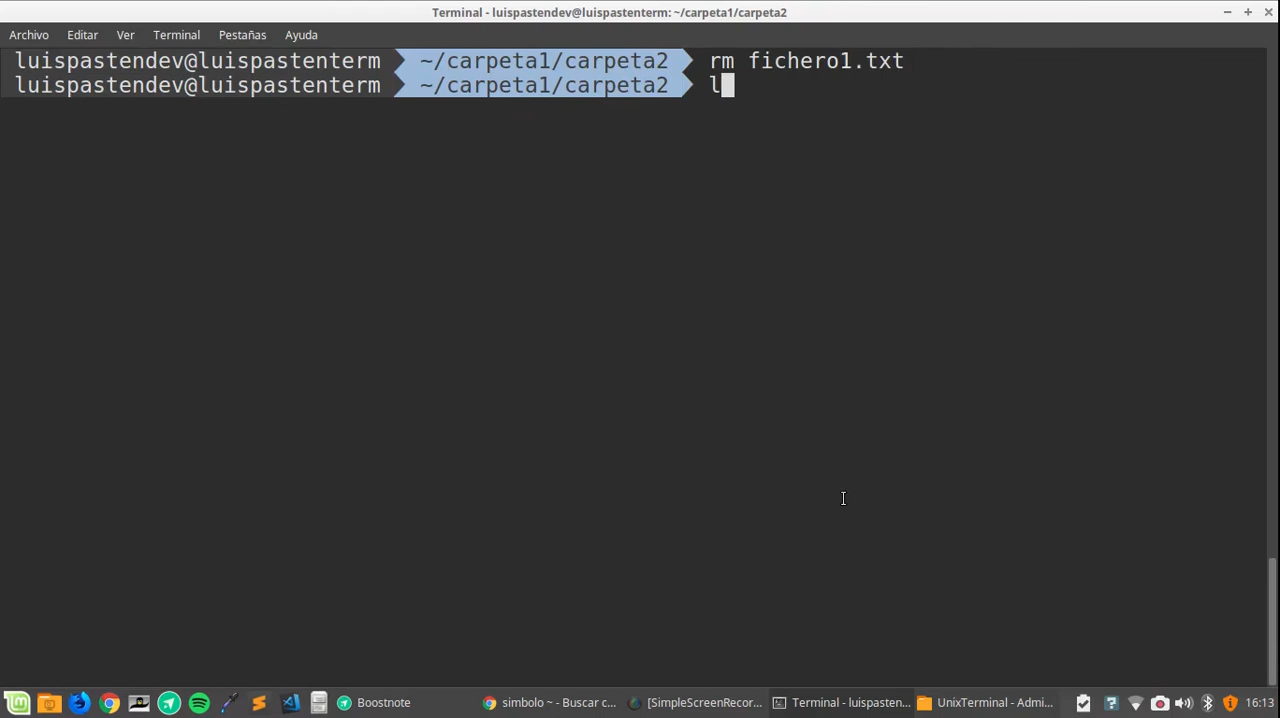 Terminal - luispastendev@luispastenterm: ~/carpeta1/carpeta2
Archivo Editar Ver Terminal Pestañas Ayuda
luispastendev@luispastenterm ~/carpeta1/carpeta2 rm fichero1.txt
luispastendev@luispastenterm ~/carpeta1/carpeta2 l
Boostnote simbolo ~ - Buscar c... [SimpleScreenRecor... Terminal - luispasten... UnixTerminal - Admi... 16:13